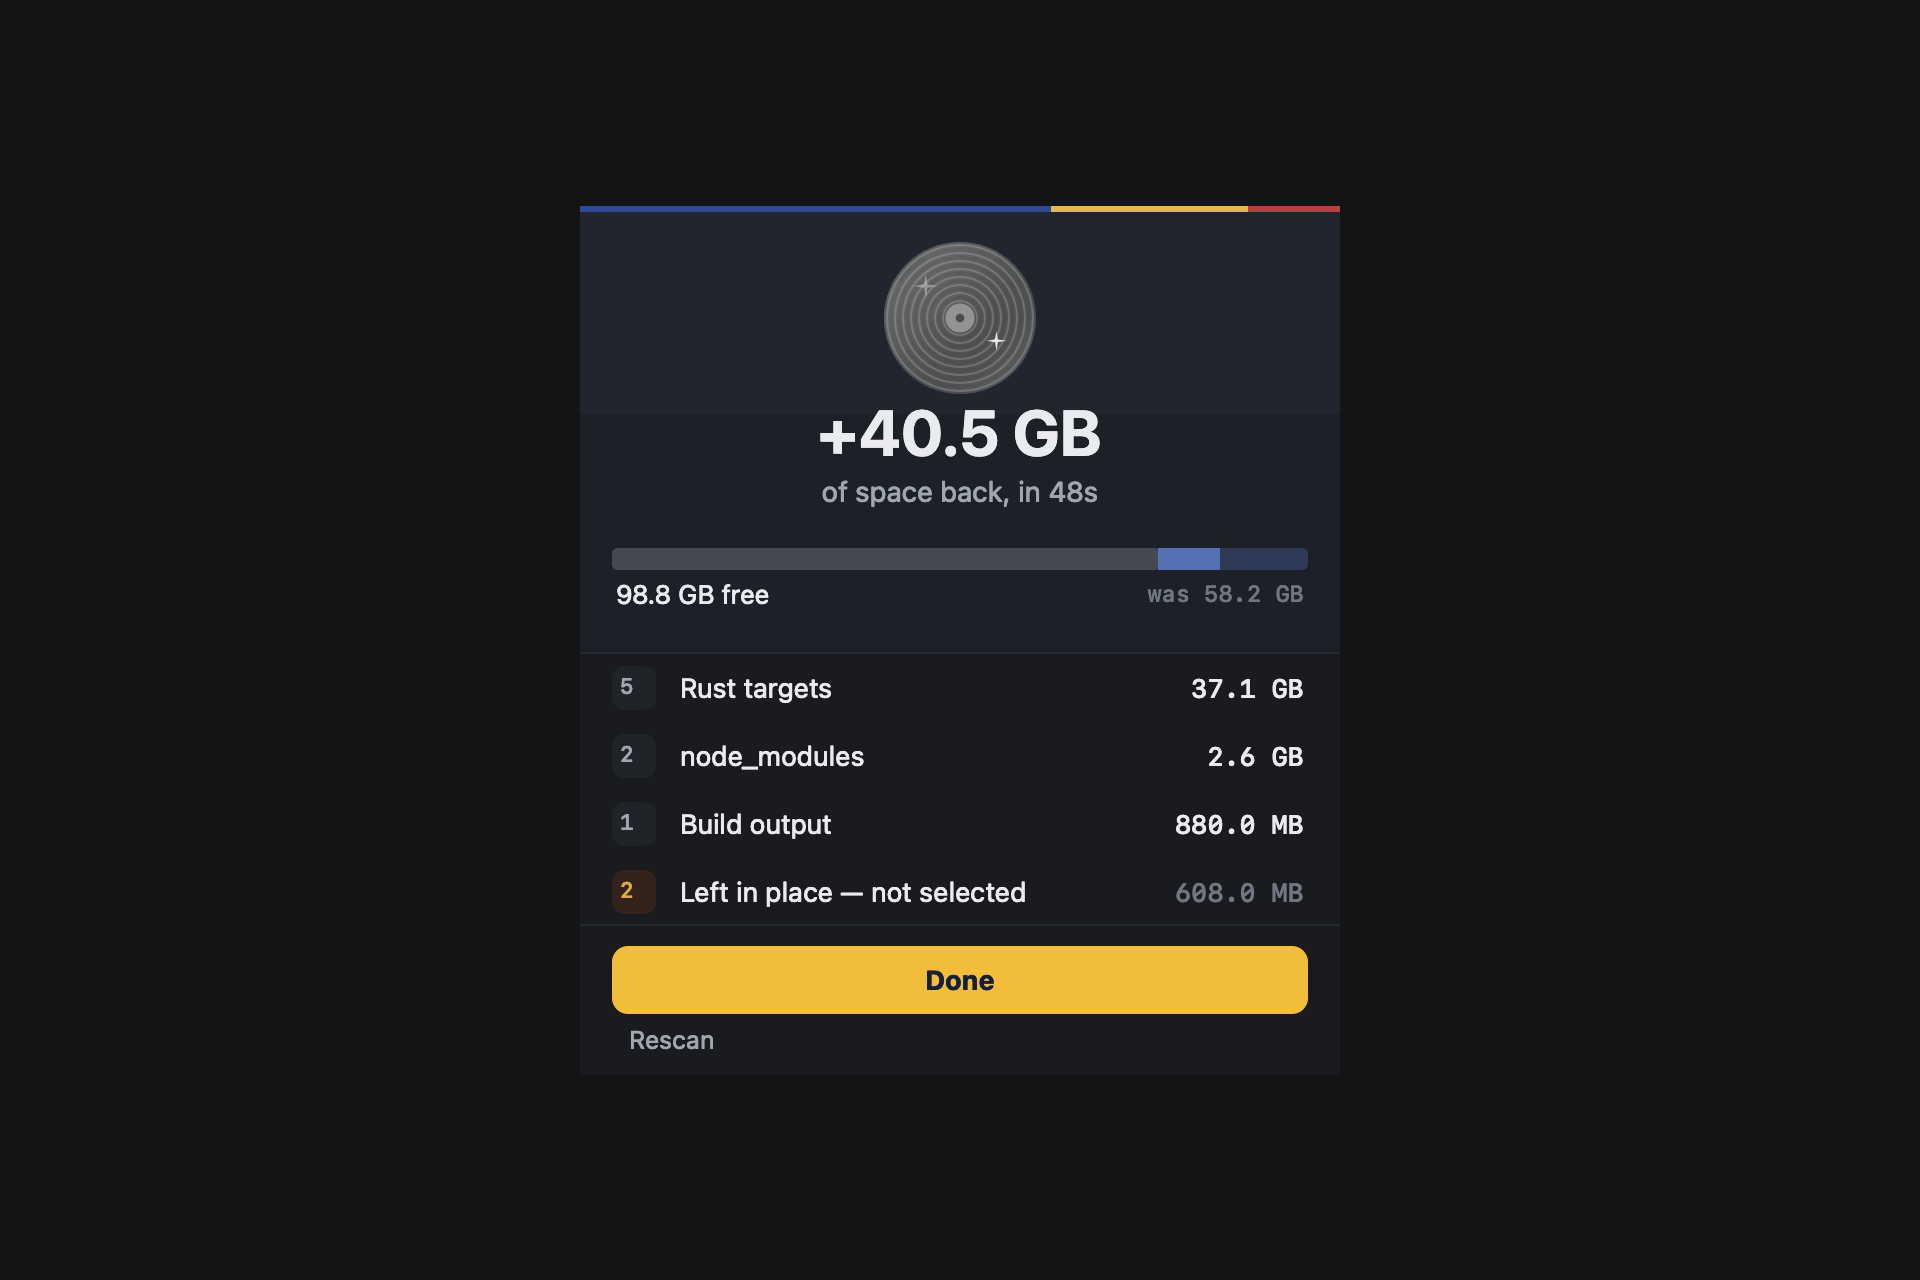 +40.5 GB
of space back, in 48s
98.8 GB free was 58.2 GB
5 Rust targets 37.1 GB
2 node_modules 2.6 GB
1 Build output 880.0 MB
2 Left in place — not selected 608.0 MB
Done
Rescan